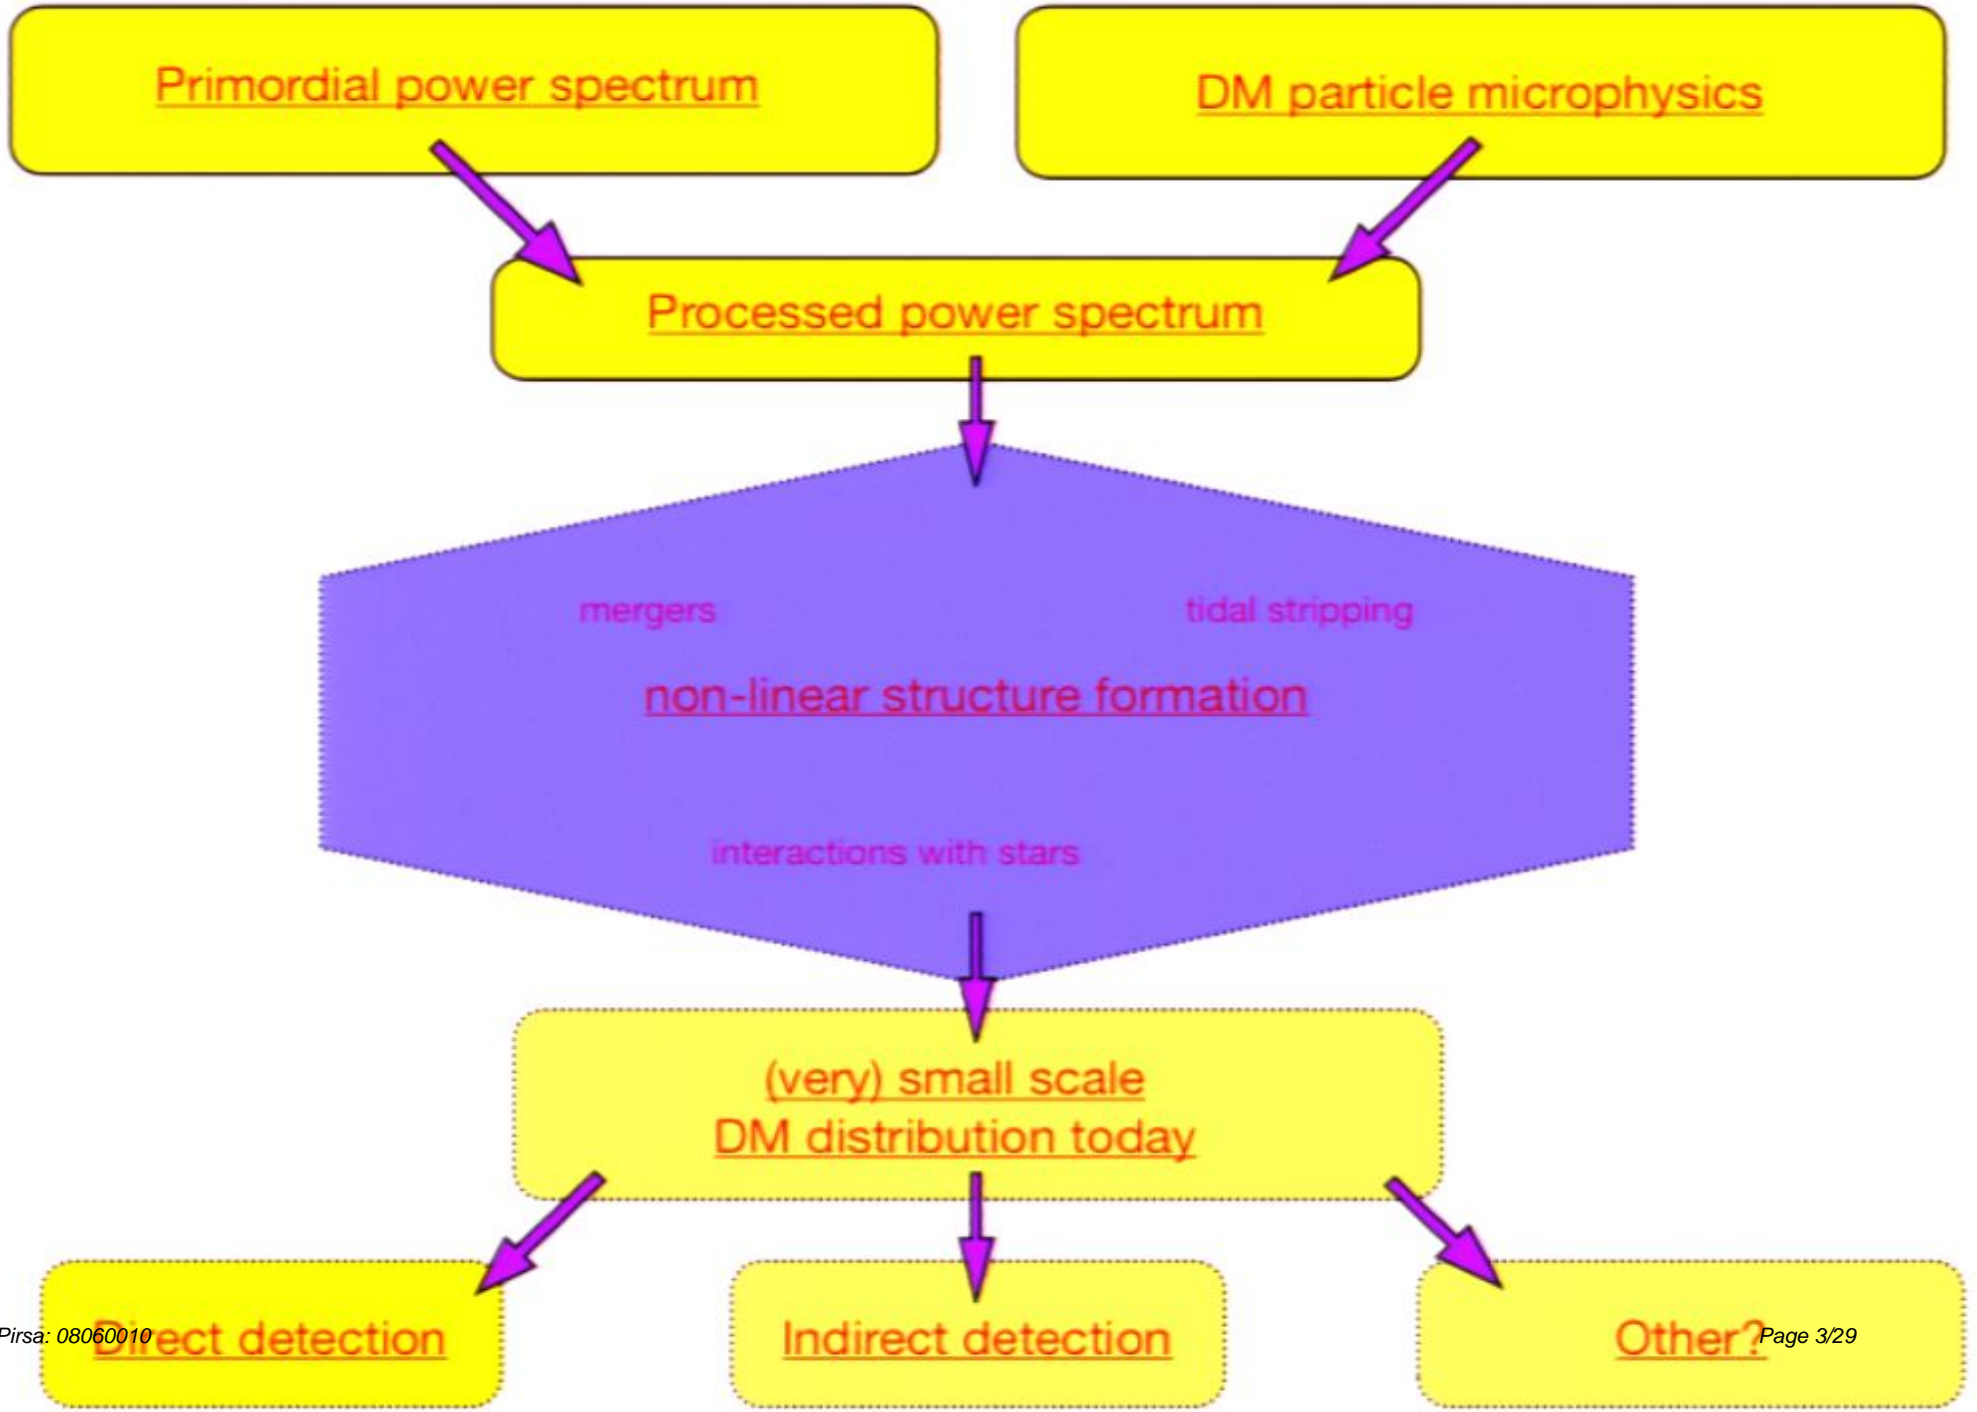 Primordial power spectrum
DM particle microphysics
Processed power spectrum
mergers
tidal stripping
non-linear structure formation
interactions with stars
(very) small scale
DM distribution today
Direct detection
Indirect detection
Other?
Pirsa: 08060010
Page 3/29